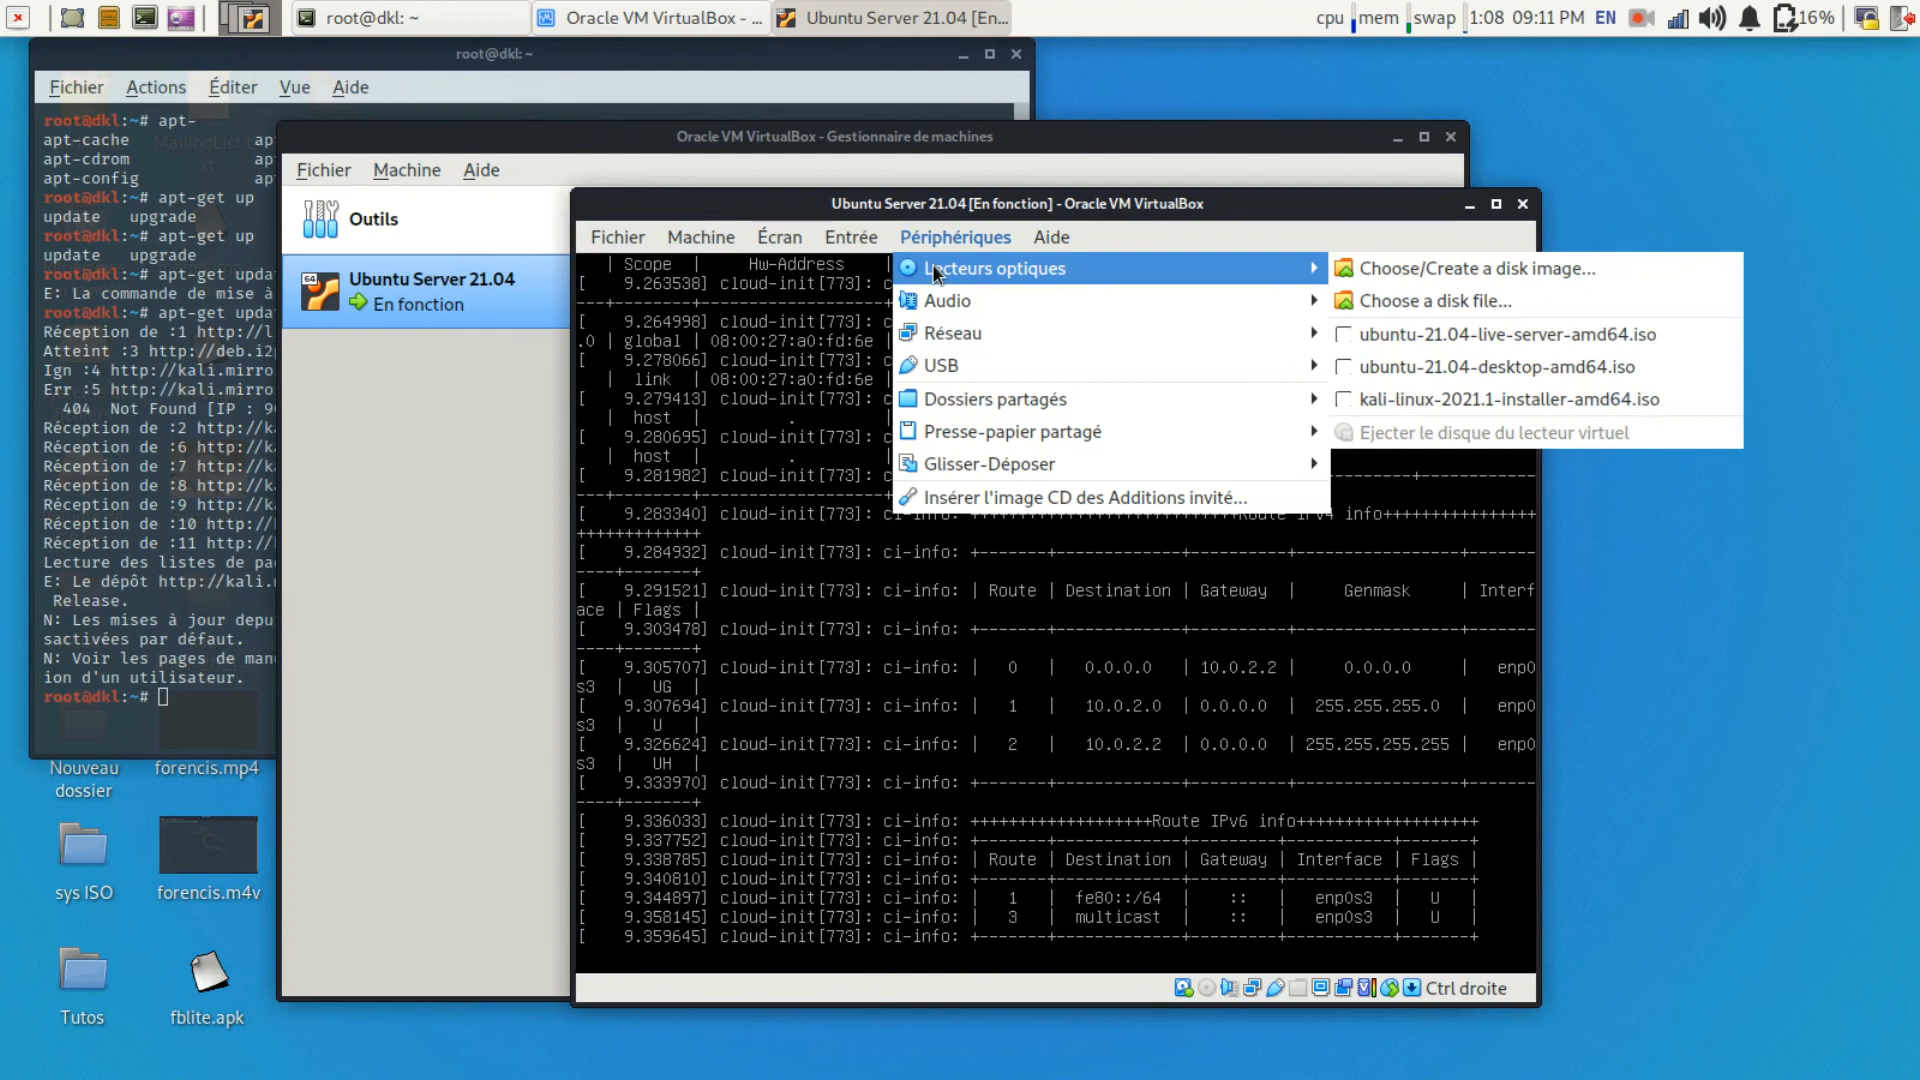 root@dkl: ~
Oracle VM VirtualBox - ...
Ubuntu Server 21.04 [En...
cpu mem swap 1:08 09:11 PM EN 16%
root@dkl: ~
Fichier Actions Éditer Vue Aide
root@dkl:~# apt-
apt-cache ap
apt-cdrom ap
apt-config ap
root@dkl:~# apt-get up
update upgrade
root@dkl:~# apt-get up
update upgrade
root@dkl:~# apt-get upda
E: La commande de mise à
root@dkl:~# apt-get upda
Réception de :1 http://l
Atteint :3 http://deb.i2p
Ign :4 http://kali.mirro
Err :5 http://kali.mirro
404 Not Found [IP : 9
Réception de :2 http://ka
Réception de :6 http://ka
Réception de :7 http://ka
Réception de :8 http://ka
Réception de :9 http://ka
Réception de :10 http://k
Réception de :11 http://k
Lecture des listes de pa
E: Le dépôt http://kali.m
Release.
N: Les mises à jour depu
sactivées par défaut.
N: Voir les pages de manu
ion d'un utilisateur.
root@dkl:~#
Nouveau dossier
forencis.mp4
sys ISO
forencis.m4v
Tutos
fblite.apk
Oracle VM VirtualBox - Gestionnaire de machines
Fichier Machine Aide
Outils
64
Ubuntu Server 21.04
En fonction
Ubuntu Server 21.04 [En fonction] - Oracle VM VirtualBox
Fichier Machine Écran Entrée Périphériques Aide
Lecteurs optiques
Audio
Réseau
USB
Dossiers partagés
Presse-papier partagé
Glisser-Déposer
Insérer l'image CD des Additions invité...
Choose/Create a disk image...
Choose a disk file...
ubuntu-21.04-live-server-amd64.iso
ubuntu-21.04-desktop-amd64.iso
kali-linux-2021.1-installer-amd64.iso
Ejecter le disque du lecteur virtuel
| Scope | Hw-Address |
[ 9.263538] cloud-init[773]: c
--+--------+-------------------+
[ 9.264998] cloud-init[773]: c
.0 | global | 08:00:27:a0:fd:6e |
[ 9.278066] cloud-init[773]: c
| link | 08:00:27:a0:fd:6e |
[ 9.279413] cloud-init[773]: c
| host | . |
[ 9.280695] cloud-init[773]: c
| host | . |
[ 9.281982] cloud-init[773]: c
--+--------+-------------------+
[ 9.283340] cloud-init[773]: ci-info: ++++++++++++++++++Route IPv4 info++++++++++++++++
+++++++++++++
[ 9.284932] cloud-init[773]: ci-info: +-------+-------------+---------+-----------------+-------
----+-------+
[ 9.291521] cloud-init[773]: ci-info: | Route | Destination | Gateway | Genmask | Interf
ace | Flags |
[ 9.303478] cloud-init[773]: ci-info: +-------+-------------+---------+-----------------+-------
----+-------+
[ 9.305707] cloud-init[773]: ci-info: | 0 | 0.0.0.0 | 10.0.2.2 | 0.0.0.0 | enp0
s3 | UG |
[ 9.307694] cloud-init[773]: ci-info: | 1 | 10.0.2.0 | 0.0.0.0 | 255.255.255.0 | enp0
s3 | U |
[ 9.326624] cloud-init[773]: ci-info: | 2 | 10.0.2.2 | 0.0.0.0 | 255.255.255.255 | enp0
s3 | UH |
[ 9.333970] cloud-init[773]: ci-info: +-------+-------------+---------+-----------------+-------
----+-------+
[ 9.336033] cloud-init[773]: ci-info: +++++++++++++++++++Route IPv6 info+++++++++++++++++++
[ 9.337752] cloud-init[773]: ci-info: +-------+-------------+---------+-----------+-------+
[ 9.338785] cloud-init[773]: ci-info: | Route | Destination | Gateway | Interface | Flags |
[ 9.340810] cloud-init[773]: ci-info: +-------+-------------+---------+-----------+-------+
[ 9.344897] cloud-init[773]: ci-info: | 1 | fe80::/64 | :: | enp0s3 | U |
[ 9.358145] cloud-init[773]: ci-info: | 3 | multicast | :: | enp0s3 | U |
[ 9.359645] cloud-init[773]: ci-info: +-------+-------------+---------+-----------+-------+
Ctrl droite